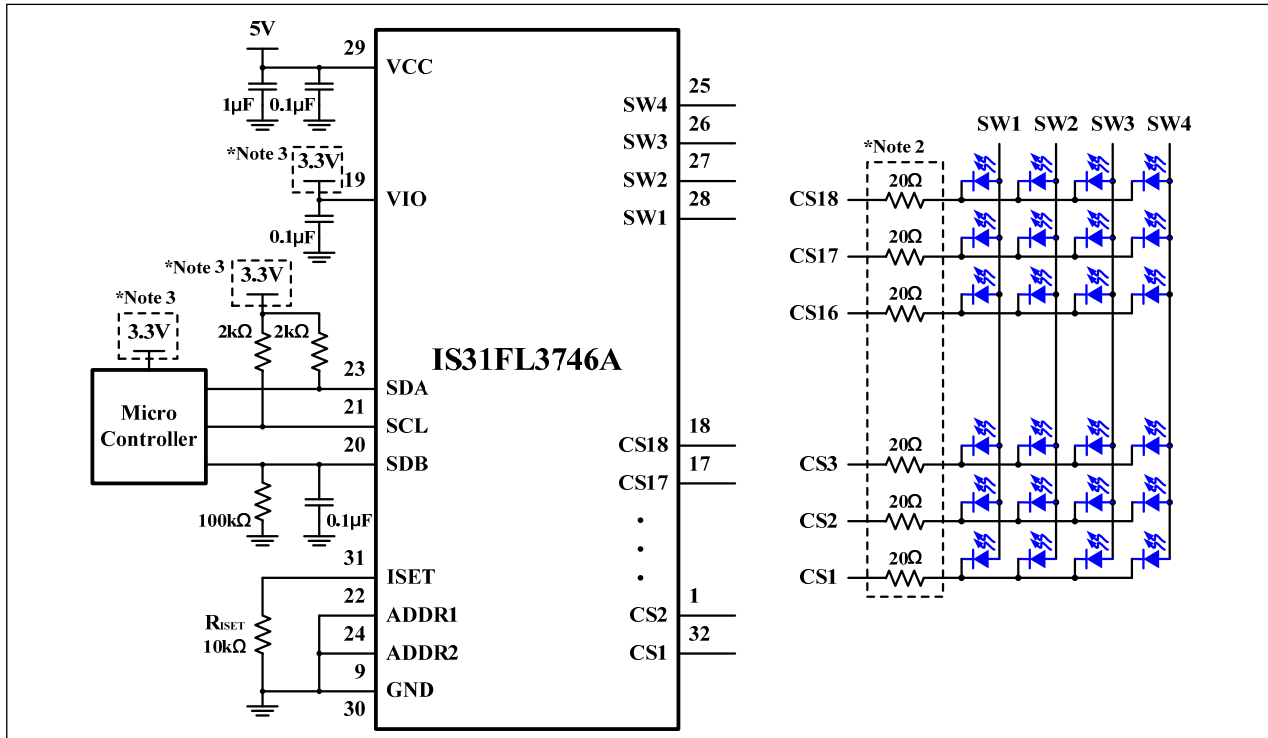 5V
29
VCC
1µF
0.1µF
*Note 3
3.3V
19
VIO
0.1µF
*Note 3
3.3V
*Note 3
3.3V
2kΩ
2kΩ
Micro
Controller
23
SDA
21
SCL
20
SDB
100kΩ
0.1µF
31
ISET
22
ADDR1
24
ADDR2
9
GND
30
RISET
10kΩ
IS31FL3746A
25
SW4
26
SW3
27
SW2
28
SW1
18
CS18
17
CS17
1
CS2
32
CS1
SW1 SW2 SW3 SW4
*Note 2
20Ω
CS18
20Ω
CS17
20Ω
CS16
20Ω
CS3
20Ω
CS2
20Ω
CS1